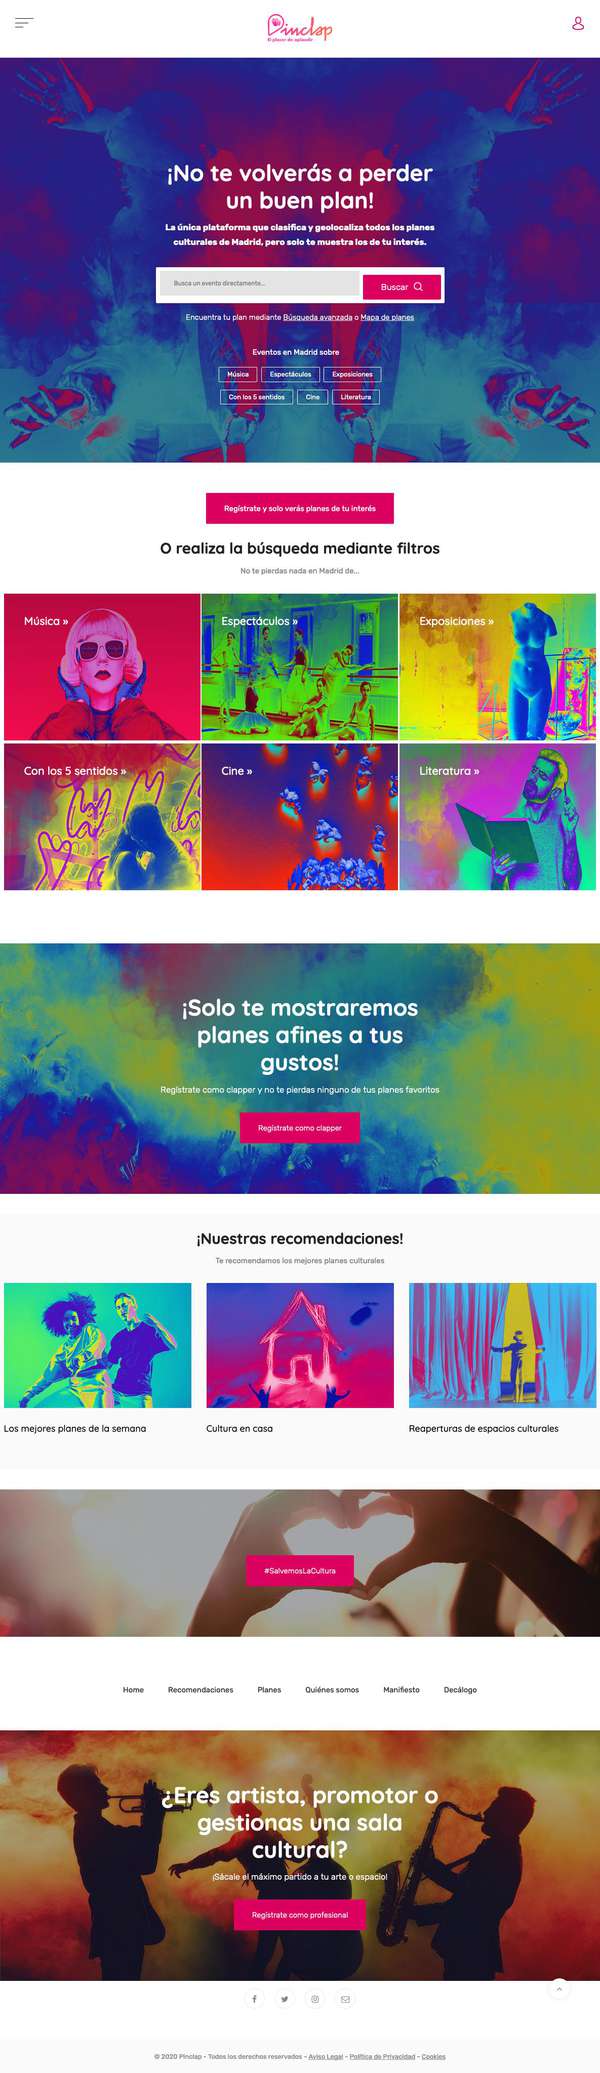 Pinclap
El placer de aplaudir
¡No te volverás a perder
un buen plan!
La única plataforma que clasifica y geolocaliza todos los planes
culturales de Madrid, pero solo te muestra los de tu interés.
Busca un evento directamente...
Buscar
Encuentra tu plan mediante Búsqueda avanzada o Mapa de planes
Eventos en Madrid sobre
Música Espectáculos Exposiciones
Con los 5 sentidos Cine Literatura
Regístrate y solo verás planes de tu interés
O realiza la búsqueda mediante filtros
No te pierdas nada en Madrid de...
Música » Espectáculos » Exposiciones »
Con los 5 sentidos » Cine » Literatura »
¡Solo te mostraremos
planes afines a tus
gustos!
Regístrate como clapper y no te pierdas ninguno de tus planes favoritos
Regístrate como clapper
¡Nuestras recomendaciones!
Te recomendamos los mejores planes culturales
Los mejores planes de la semana Cultura en casa Reaperturas de espacios culturales
#SalvemosLaCultura
Home Recomendaciones Planes Quiénes somos Manifiesto Decálogo
¿Eres artista, promotor o
gestionas una sala
cultural?
¡Sácale el máximo partido a tu arte o espacio!
Regístrate como profesional
© 2020 Pinclap - Todos los derechos reservados - Aviso Legal - Política de Privacidad - Cookies